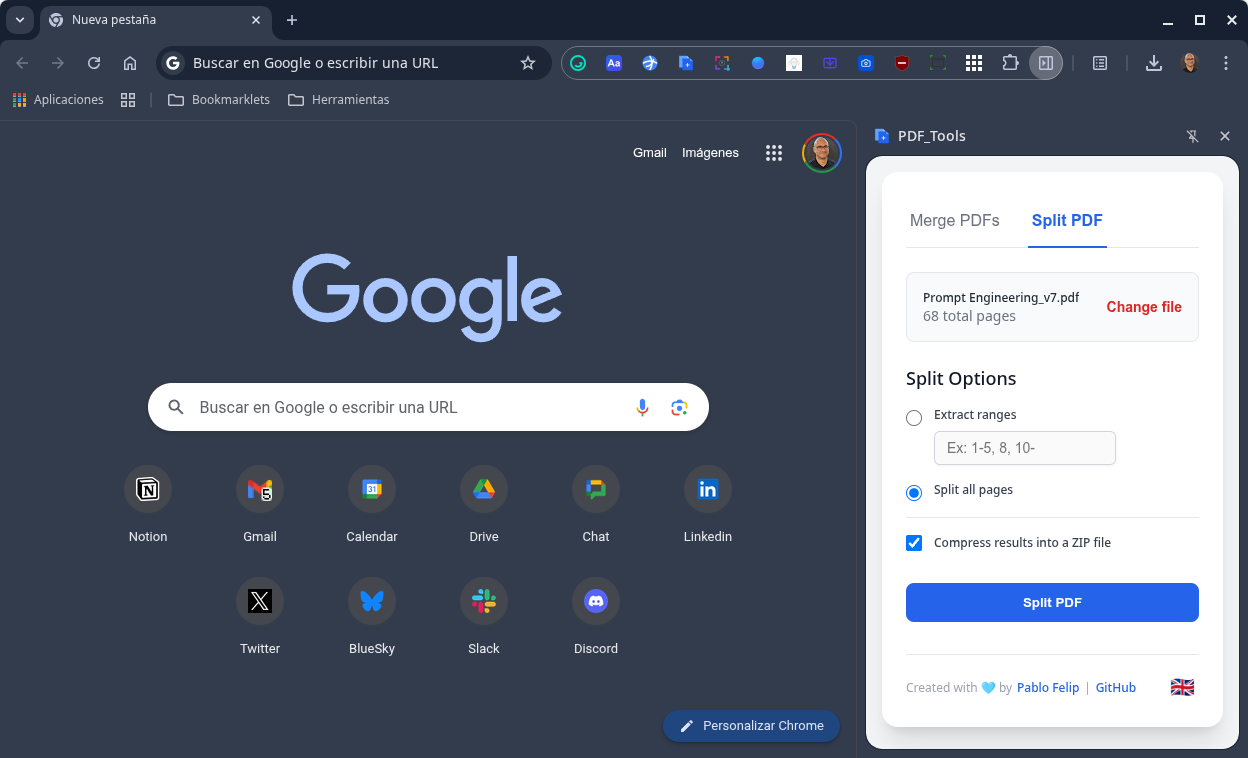 Nueva pestaña
Buscar en Google o escribir una URL
Aplicaciones
Bookmarklets
Herramientas
Gmail
Imágenes
Google
Buscar en Google o escribir una URL
Notion
Gmail
Calendar
Drive
Chat
Linkedin
Twitter
BlueSky
Slack
Discord
Personalizar Chrome
PDF_Tools
Merge PDFs
Split PDF
Prompt Engineering_v7.pdf
68 total pages
Change file
Split Options
Extract ranges
Ex: 1-5, 8, 10-
Split all pages
Compress results into a ZIP file
Split PDF
Created with 🩵 by Pablo Felip | GitHub